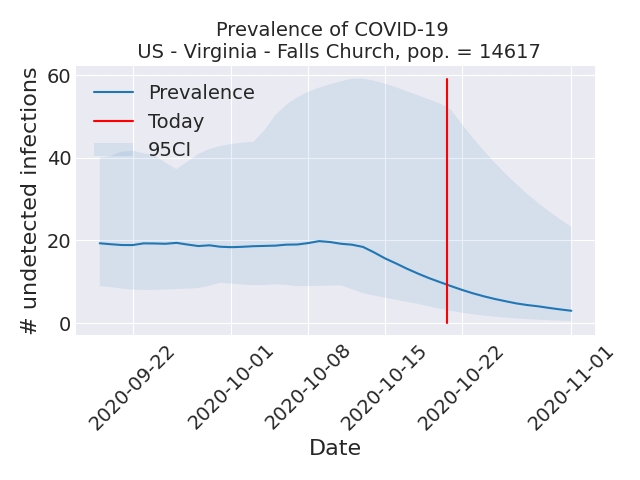 Prevalence of COVID-19
US - Virginia - Falls Church, pop. = 14617
# undetected infections
60
40
20
0
Prevalence
Today
95CI
2020-09-22
2020-10-01
2020-10-08
2020-10-15
2020-10-22
2020-11-01
Date